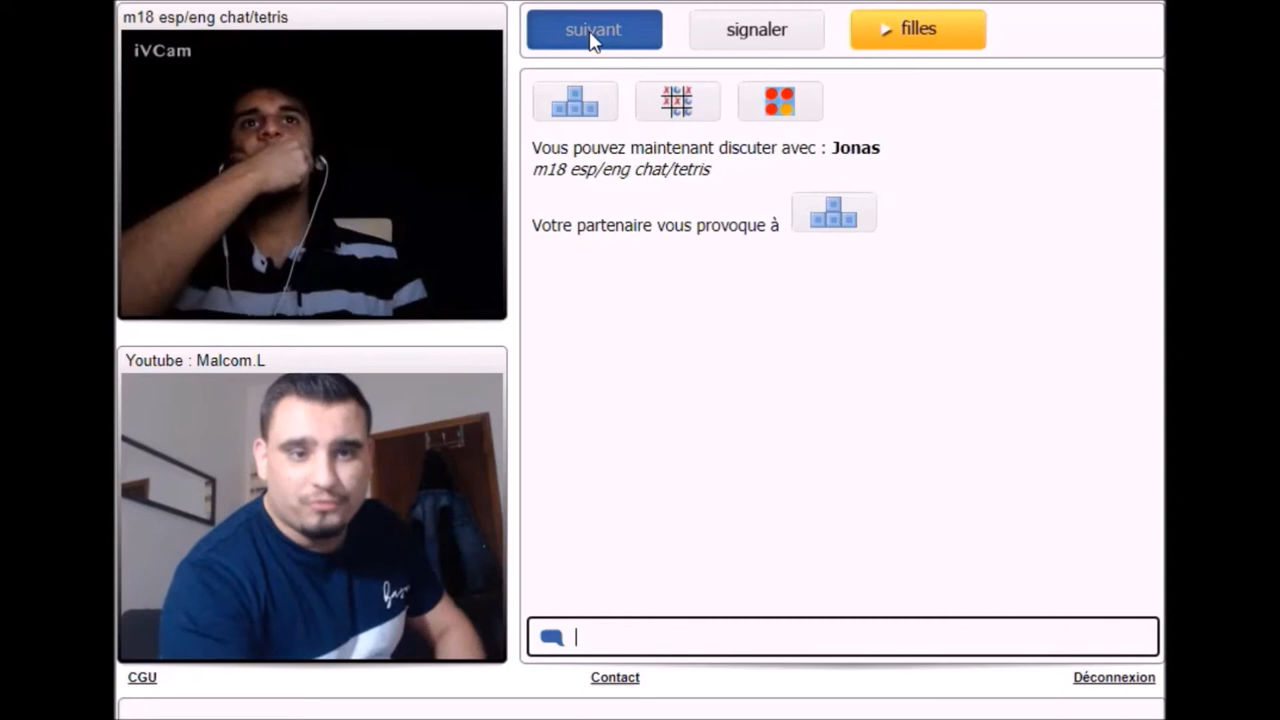 m18 esp/eng chat/tetris
iVCam
suivant
signaler
filles
Vous pouvez maintenant discuter avec : Jonas
m18 esp/eng chat/tetris
Votre partenaire vous provoque à
Youtube : Malcom.L
CGU
Contact
Déconnexion